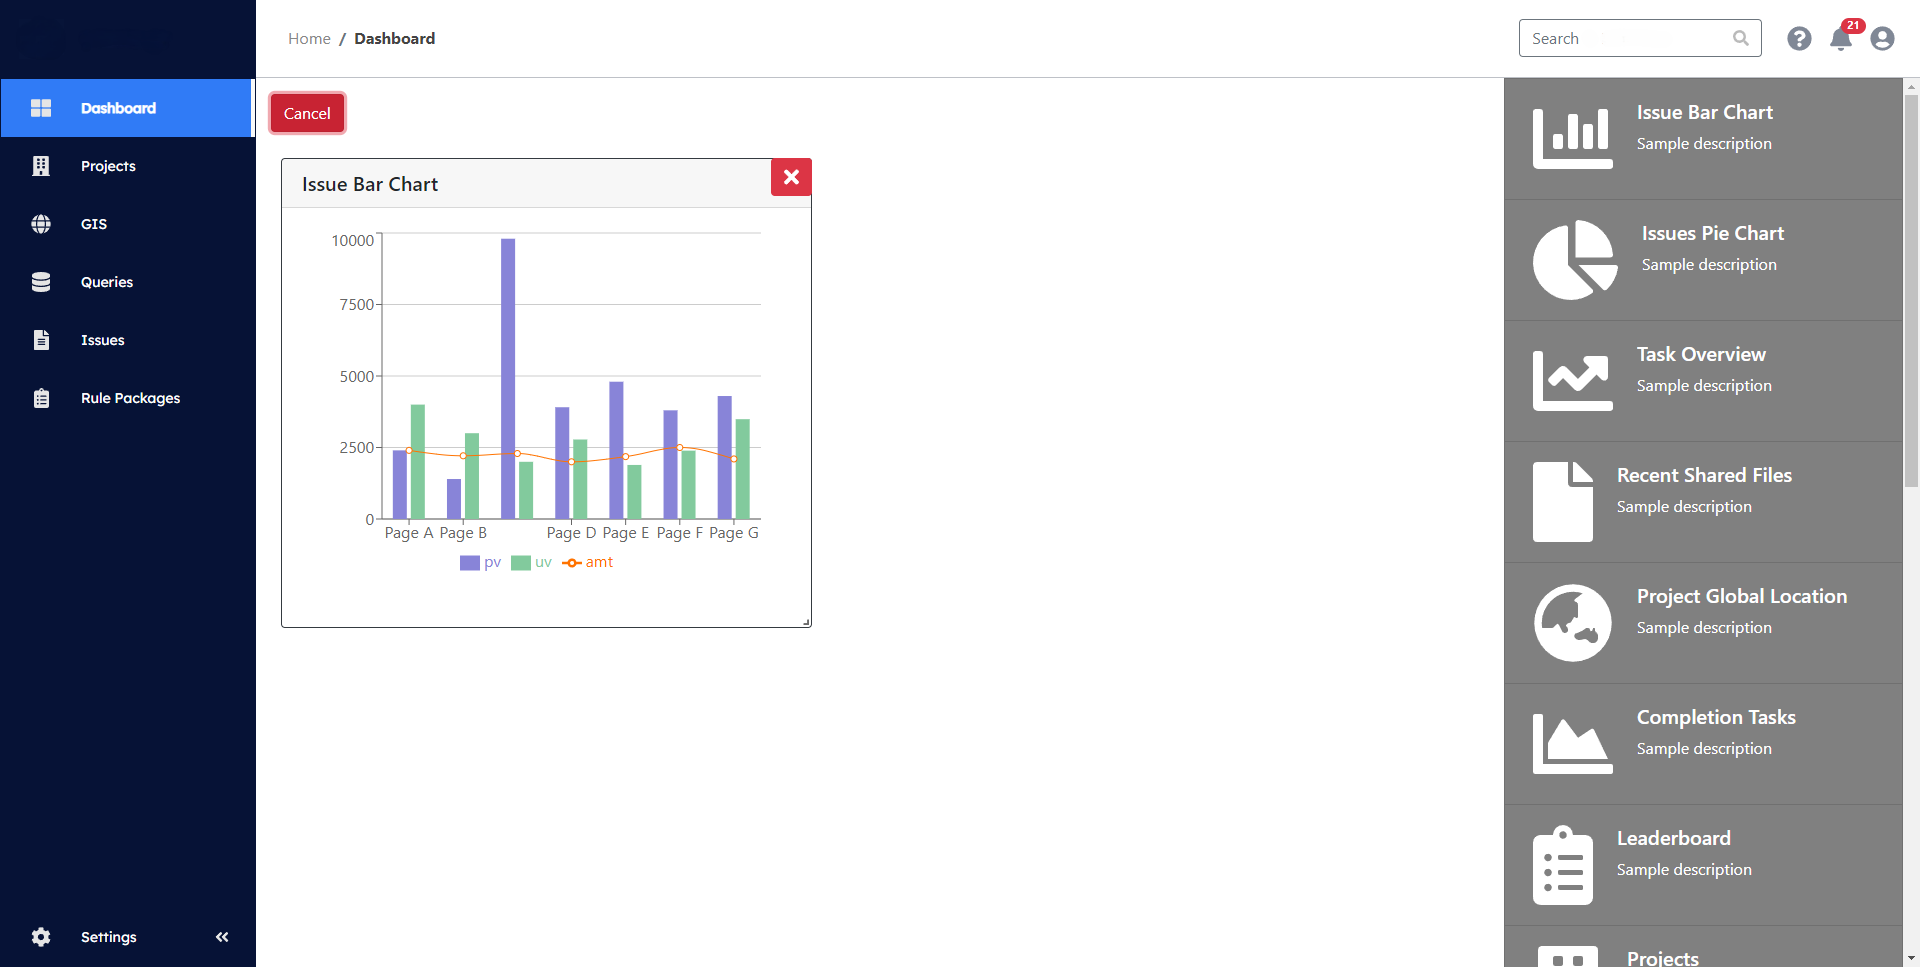 Home / Dashboard
Search
21
Dashboard
Projects
GIS
Queries
Issues
Rule Packages
Settings
Cancel
Issue Bar Chart
10000
7500
5000
2500
0
Page A Page B Page D Page E Page F Page G
pv uv amt
Issue Bar Chart
Sample description
Issues Pie Chart
Sample description
Task Overview
Sample description
Recent Shared Files
Sample description
Project Global Location
Sample description
Completion Tasks
Sample description
Leaderboard
Sample description
Projects